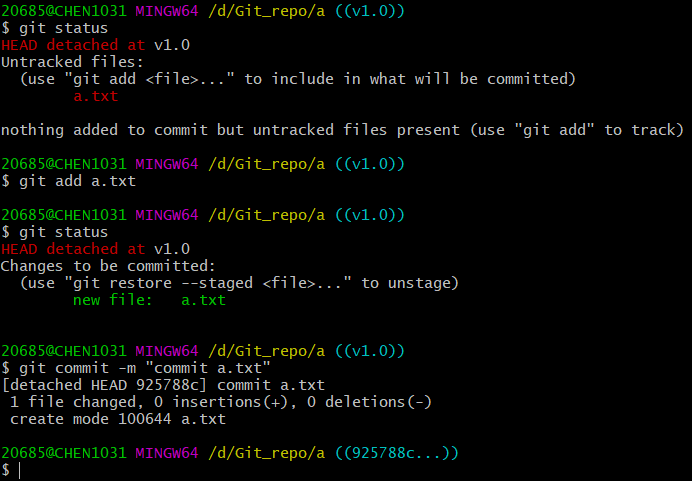 20685@CHEN1031 MINGW64 /d/Git_repo/a ((v1.0))
$ git status
HEAD detached at v1.0
Untracked files:
  (use "git add <file>..." to include in what will be committed)
        a.txt

nothing added to commit but untracked files present (use "git add" to track)

20685@CHEN1031 MINGW64 /d/Git_repo/a ((v1.0))
$ git add a.txt

20685@CHEN1031 MINGW64 /d/Git_repo/a ((v1.0))
$ git status
HEAD detached at v1.0
Changes to be committed:
  (use "git restore --staged <file>..." to unstage)
        new file:   a.txt


20685@CHEN1031 MINGW64 /d/Git_repo/a ((v1.0))
$ git commit -m "commit a.txt"
[detached HEAD 925788c] commit a.txt
 1 file changed, 0 insertions(+), 0 deletions(-)
 create mode 100644 a.txt

20685@CHEN1031 MINGW64 /d/Git_repo/a ((925788c...))
$